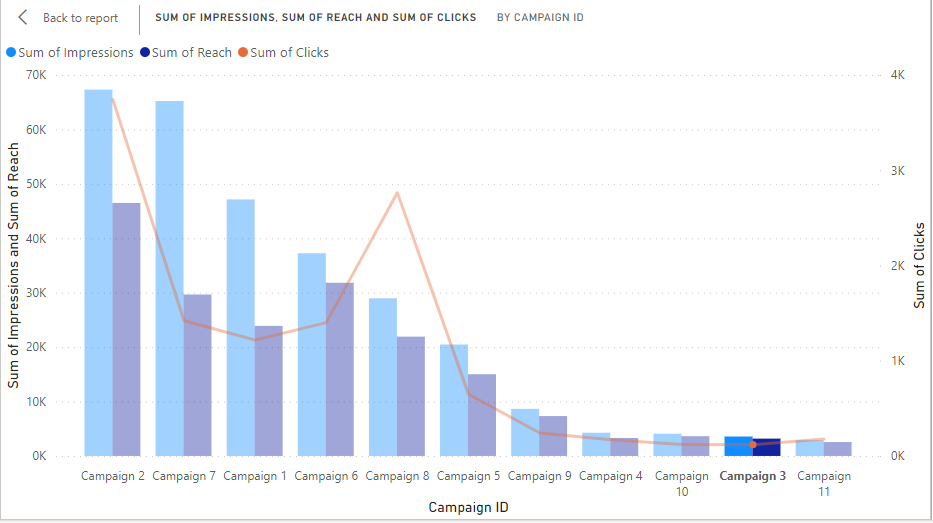 Back to report
SUM OF IMPRESSIONS, SUM OF REACH AND SUM OF CLICKS BY CAMPAIGN ID
Sum of Impressions Sum of Reach Sum of Clicks
70K
60K
50K
40K
30K
20K
10K
0K
Sum of Impressions and Sum of Reach
4K
3K
2K
1K
0K
Sum of Clicks
Campaign 2
Campaign 7
Campaign 1
Campaign 6
Campaign 8
Campaign 5
Campaign 9
Campaign 4
Campaign
10
Campaign 3
Campaign
11
Campaign ID